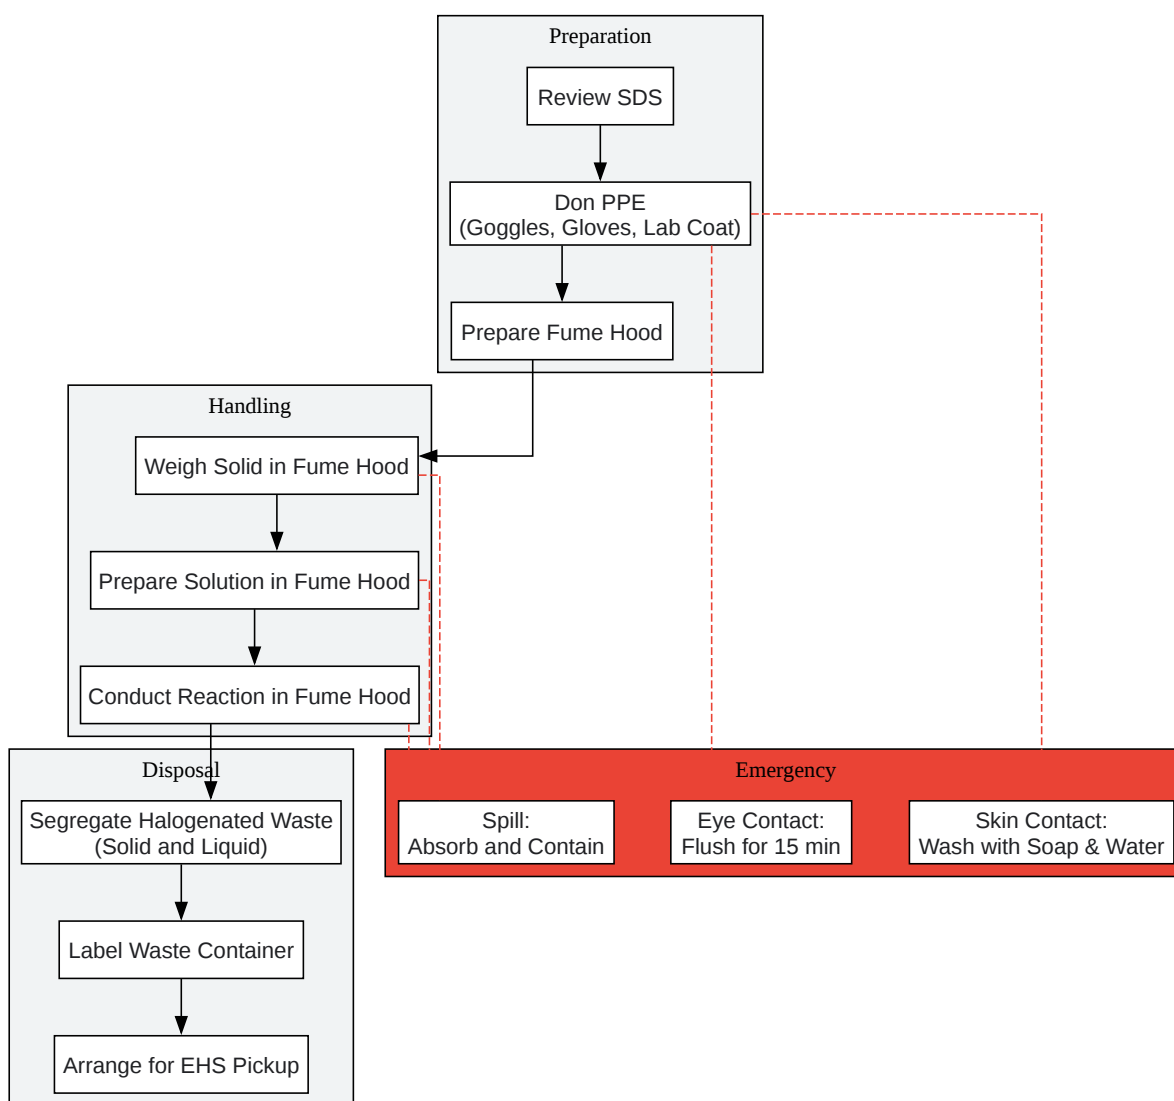 Preparation
Review SDS
Don PPE
(Goggles, Gloves, Lab Coat)
Prepare Fume Hood
Handling
Weigh Solid in Fume Hood
Prepare Solution in Fume Hood
Conduct Reaction in Fume Hood
Disposal
Segregate Halogenated Waste
(Solid and Liquid)
Label Waste Container
Arrange for EHS Pickup
Emergency
Spill:
Absorb and Contain
Eye Contact:
Flush for 15 min
Skin Contact:
Wash with Soap & Water